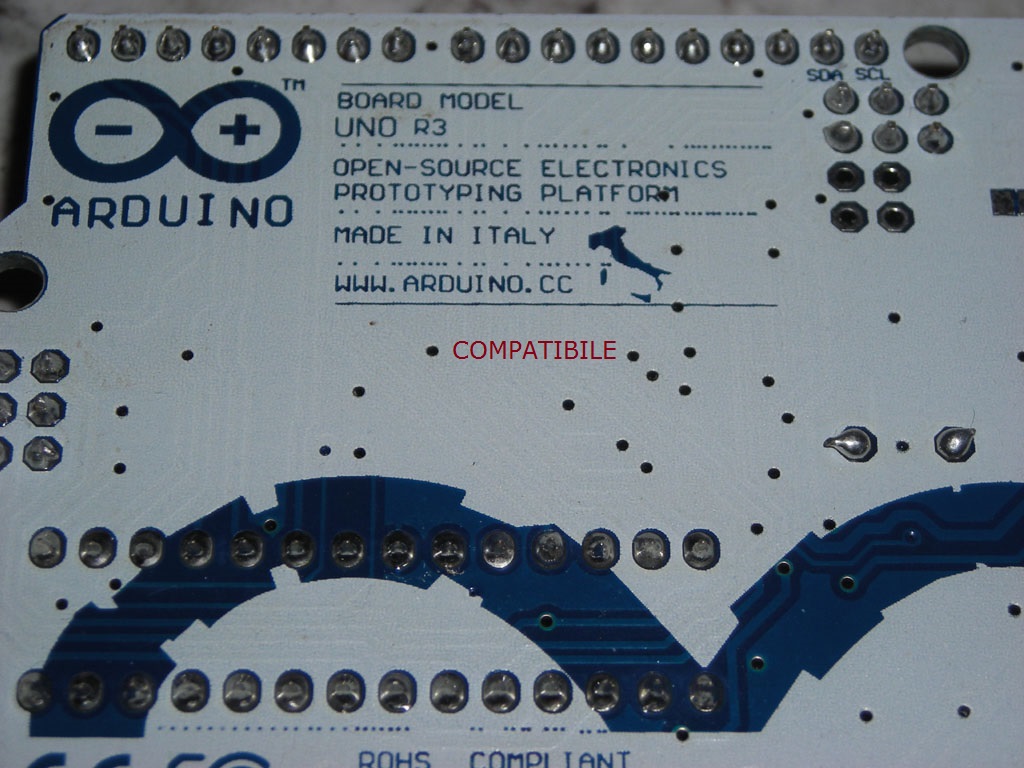 SDA SCL
TM
ARDUINO
BOARD MODEL
UNO R3
OPEN-SOURCE ELECTRONICS
PROTOTYPING PLATFORM
MADE IN ITALY
WWW.ARDUINO.CC
COMPATIBILE
ROHS COMPLIANT